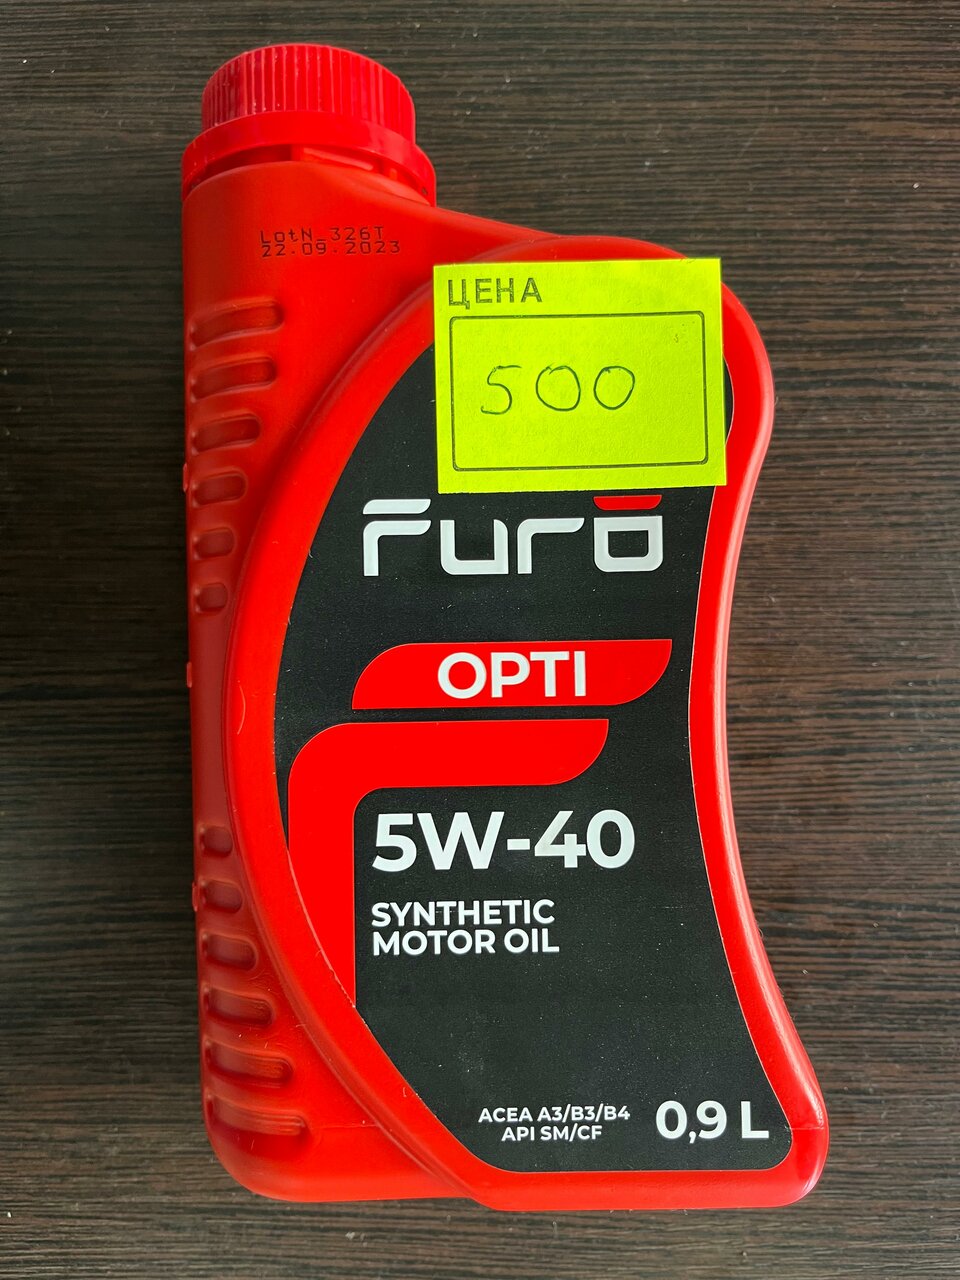 LotN 326T
22.09.2023
ЦЕНА
500
Furō
OPTI
5W-40
SYNTHETIC
MOTOR OIL
ACEA A3/B3/B4
API SM/CF
0,9 L